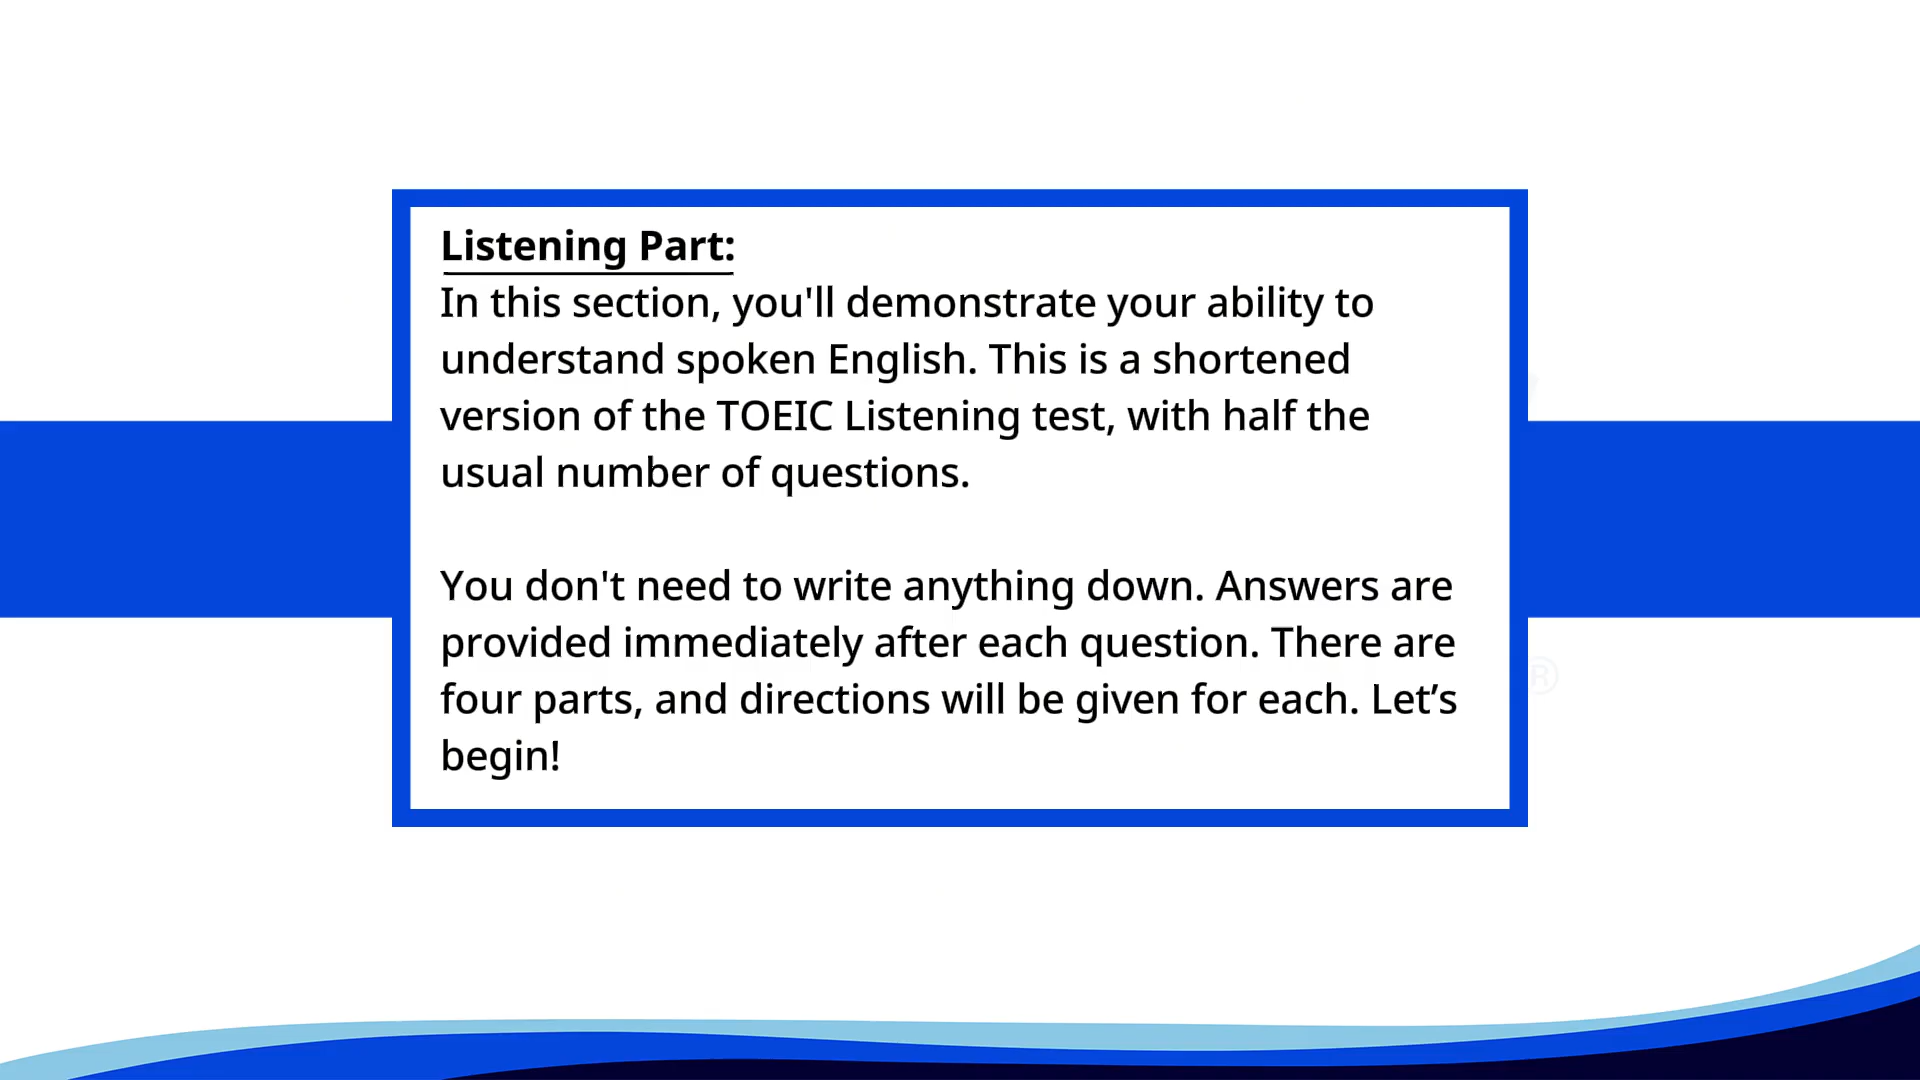 Listening Part:
In this section, you'll demonstrate your ability to
understand spoken English. This is a shortened
version of the TOEIC Listening test, with half the
usual number of questions.
You don't need to write anything down. Answers are
provided immediately after each question. There are
four parts, and directions will be given for each. Let’s
begin!
®